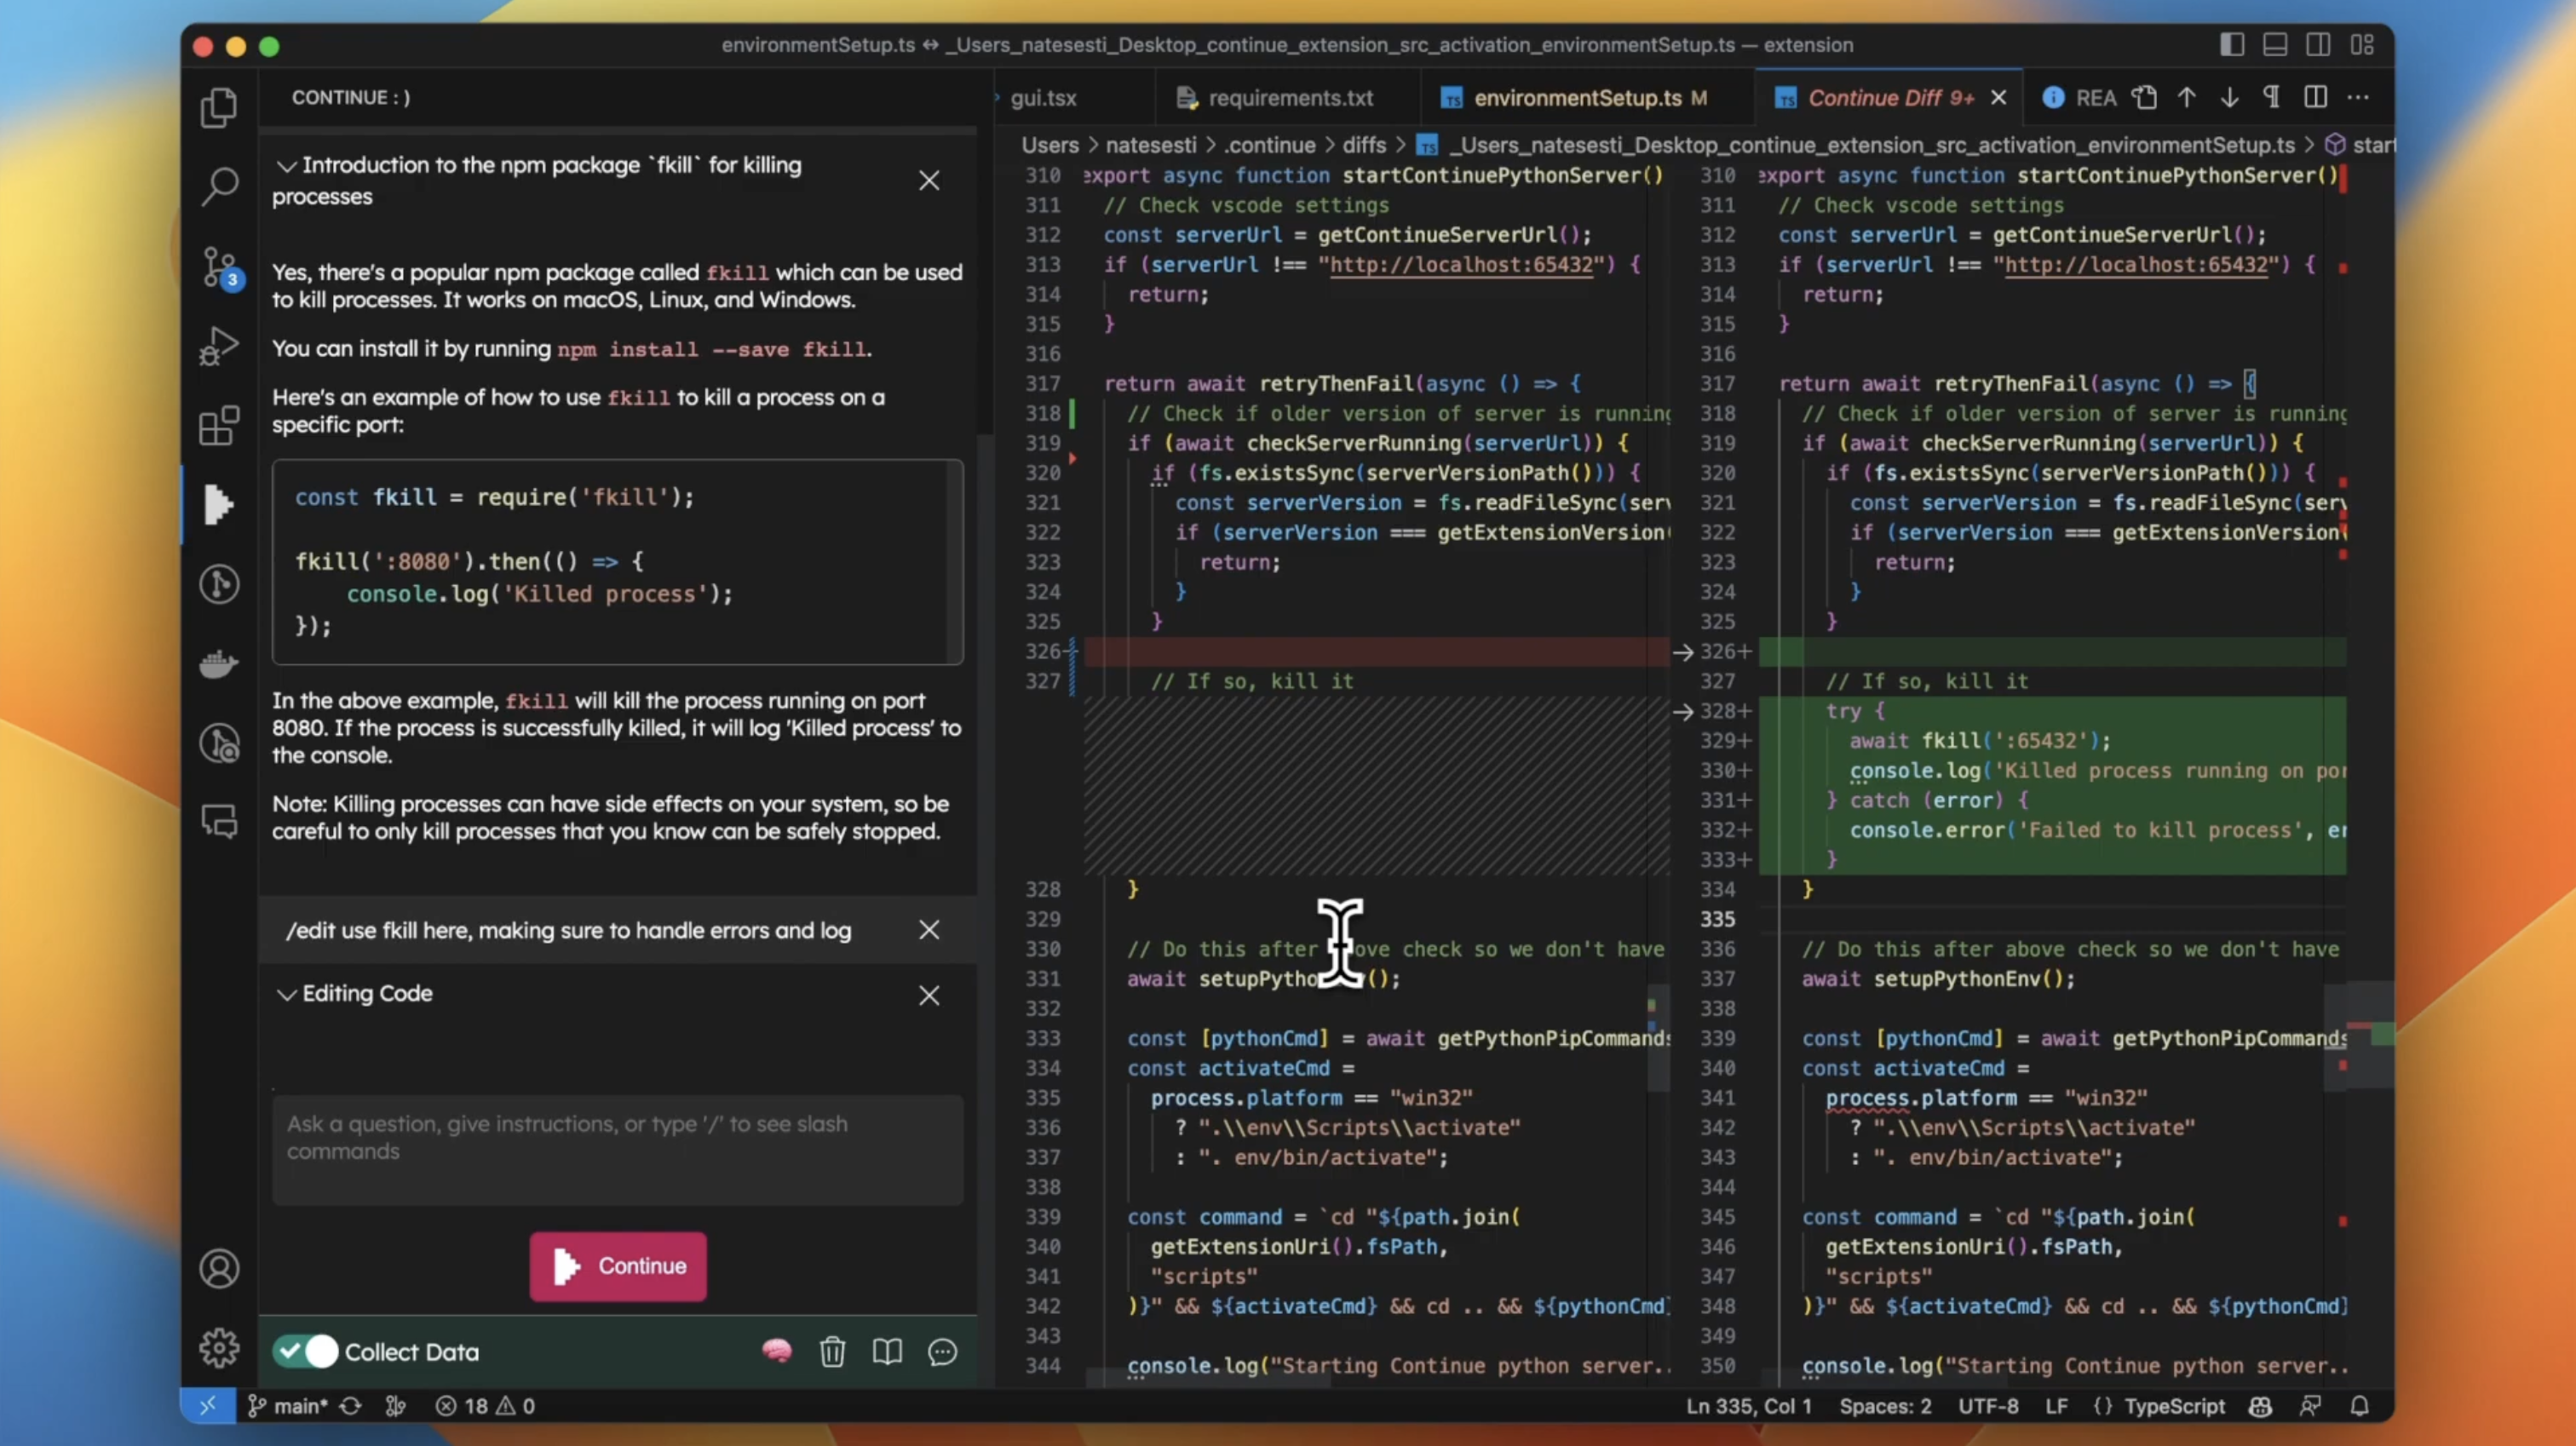 environmentSetup.ts ↔ _Users_natesesti_Desktop_continue_extension_src_activation_environmentSetup.ts — extension
CONTINUE : )
Introduction to the npm package `fkill` for killing
processes
Yes, there's a popular npm package called fkill which can be used
to kill processes. It works on macOS, Linux, and Windows.
You can install it by running npm install --save fkill.
Here's an example of how to use fkill to kill a process on a
specific port:
const fkill = require('fkill');
fkill(':8080').then(() => {
console.log('Killed process');
});
In the above example, fkill will kill the process running on port
8080. If the process is successfully killed, it will log 'Killed process' to
the console.
Note: Killing processes can have side effects on your system, so be
careful to only kill processes that you know can be safely stopped.
/edit use fkill here, making sure to handle errors and log
Editing Code
Ask a question, give instructions, or type '/' to see slash
commands
Continue
Collect Data
3
gui.tsx
requirements.txt
TS environmentSetup.ts M
TS Continue Diff 9+
REA
Users > natesesti > .continue > diffs > TS _Users_natesesti_Desktop_continue_extension_src_activation_environmentSetup.ts > start
310 export async function startContinuePythonServer()
311 // Check vscode settings
312 const serverUrl = getContinueServerUrl();
313 if (serverUrl !== "http://localhost:65432") {
314 return;
315 }
316
317 return await retryThenFail(async () => {
318 // Check if older version of server is running
319 if (await checkServerRunning(serverUrl)) {
320 if (fs.existsSync(serverVersionPath())) {
321 const serverVersion = fs.readFileSync(serv
322 if (serverVersion === getExtensionVersion(
323 return;
324 }
325 }
326-
327 // If so, kill it
328 }
329
330 // Do this after ove check so we don't have
331 await setupPytho ();
332
333 const [pythonCmd] = await getPythonPipCommands
334 const activateCmd =
335 process.platform == "win32"
336 ? ".\\env\\Scripts\\activate"
337 : ". env/bin/activate";
338
339 const command = `cd "${path.join(
340 getExtensionUri().fsPath,
341 "scripts"
342 )}" && ${activateCmd} && cd .. && ${pythonCmd}
343
344 console.log("Starting Continue python server..
310 export async function startContinuePythonServer()
311 // Check vscode settings
312 const serverUrl = getContinueServerUrl();
313 if (serverUrl !== "http://localhost:65432") {
314 return;
315 }
316
317 return await retryThenFail(async () => {
318 // Check if older version of server is running
319 if (await checkServerRunning(serverUrl)) {
320 if (fs.existsSync(serverVersionPath())) {
321 const serverVersion = fs.readFileSync(serv
322 if (serverVersion === getExtensionVersion(
323 return;
324 }
325 }
326+
327 // If so, kill it
328+ try {
329+ await fkill(':65432');
330+ console.log('Killed process running on por
331+ } catch (error) {
332+ console.error('Failed to kill process', er
333+ }
334 }
335
336 // Do this after above check so we don't have
337 await setupPythonEnv();
338
339 const [pythonCmd] = await getPythonPipCommands
340 const activateCmd =
341 process.platform == "win32"
342 ? ".\\env\\Scripts\\activate"
343 : ". env/bin/activate";
344
345 const command = `cd "${path.join(
346 getExtensionUri().fsPath,
347 "scripts"
348 )}" && ${activateCmd} && cd .. && ${pythonCmd}
349
350 console.log("Starting Continue python server..
main* 18 0
Ln 335, Col 1 Spaces: 2 UTF-8 LF {} TypeScript